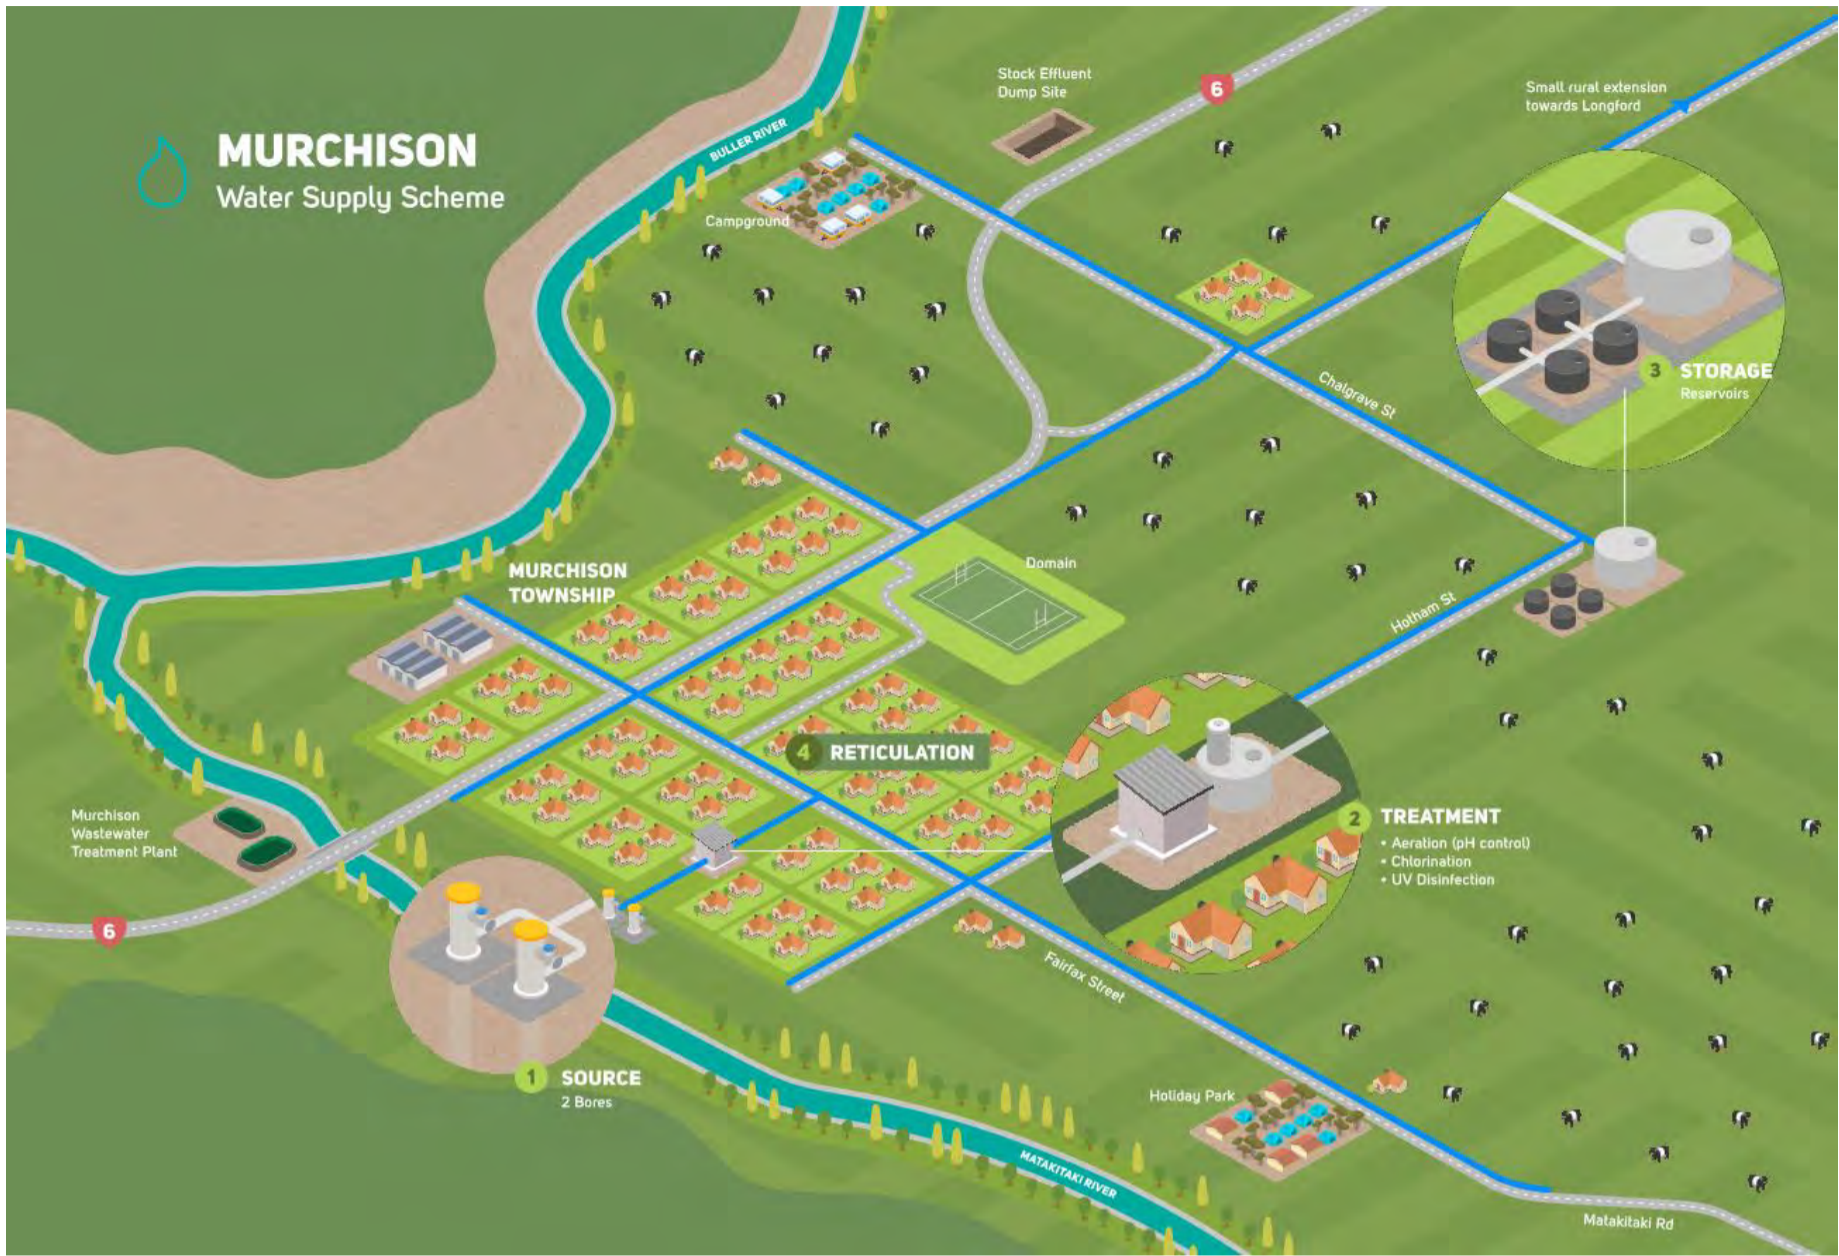 MURCHISON
Water Supply Scheme
BULLER RIVER
Stock Effluent
Dump Site
6
Small rural extension
towards Longford
Campground
Chalgrave St
3 STORAGE
Reservoirs
MURCHISON
TOWNSHIP
Domain
Hotham St
4 RETICULATION
Murchison
Wastewater
Treatment Plant
2 TREATMENT
• Aeration (pH control)
• Chlorination
• UV Disinfection
6
Fairfax Street
1 SOURCE
2 Bores
Holiday Park
MATAKITAKI RIVER
Matakitaki Rd